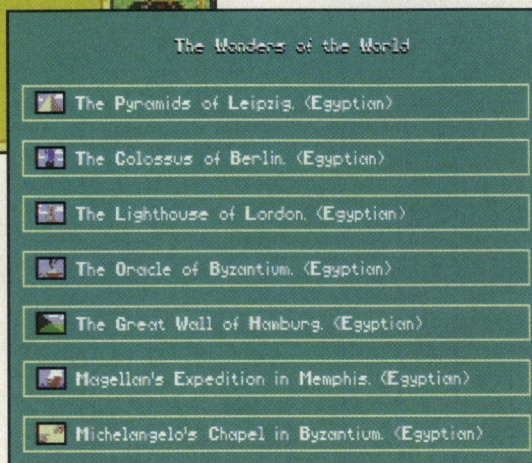 The Wonders of the World
The Pyramids of Leipzig. (Egyptian)
The Colossus of Berlin. (Egyptian)
The Lighthouse of Lordon. (Egyptian)
The Oracle of Byzantium. (Egyptian)
The Great Wall of Hamburg. (Egyptian)
Magellan's Expedition in Memphis. (Egyptian)
Michelangelo's Chapel in Byzantium. (Egyptian)